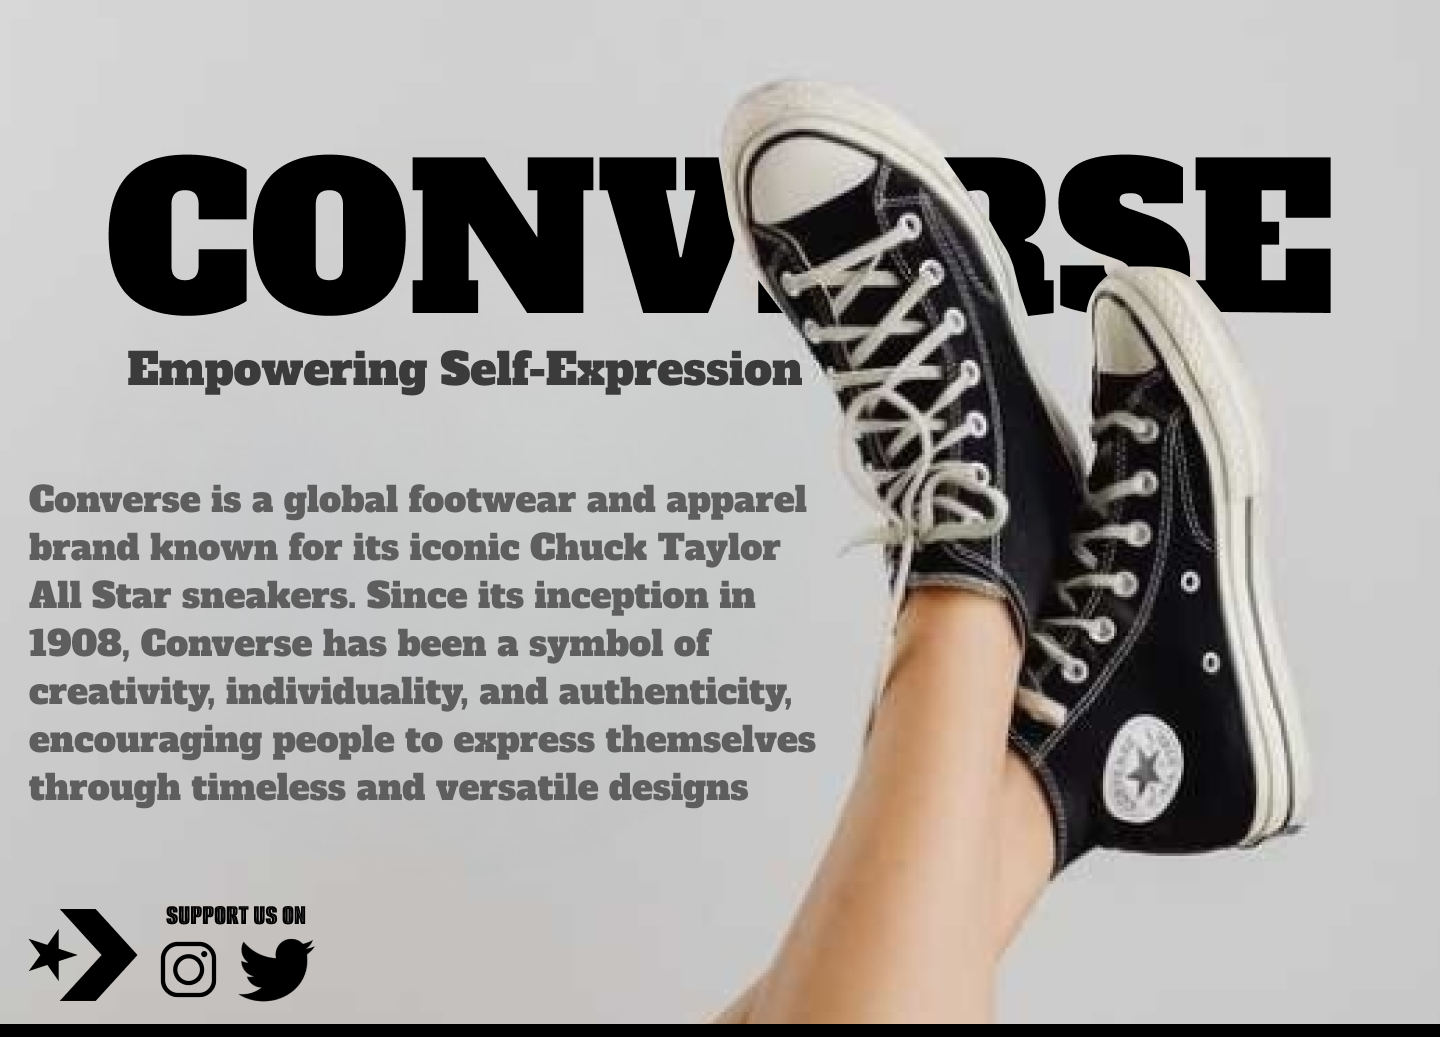 CONVERSE
Empowering Self-Expression
Converse is a global footwear and apparel
brand known for its iconic Chuck Taylor
All Star sneakers. Since its inception in
1908, Converse has been a symbol of
creativity, individuality, and authenticity,
encouraging people to express themselves
through timeless and versatile designs
SUPPORT US ON